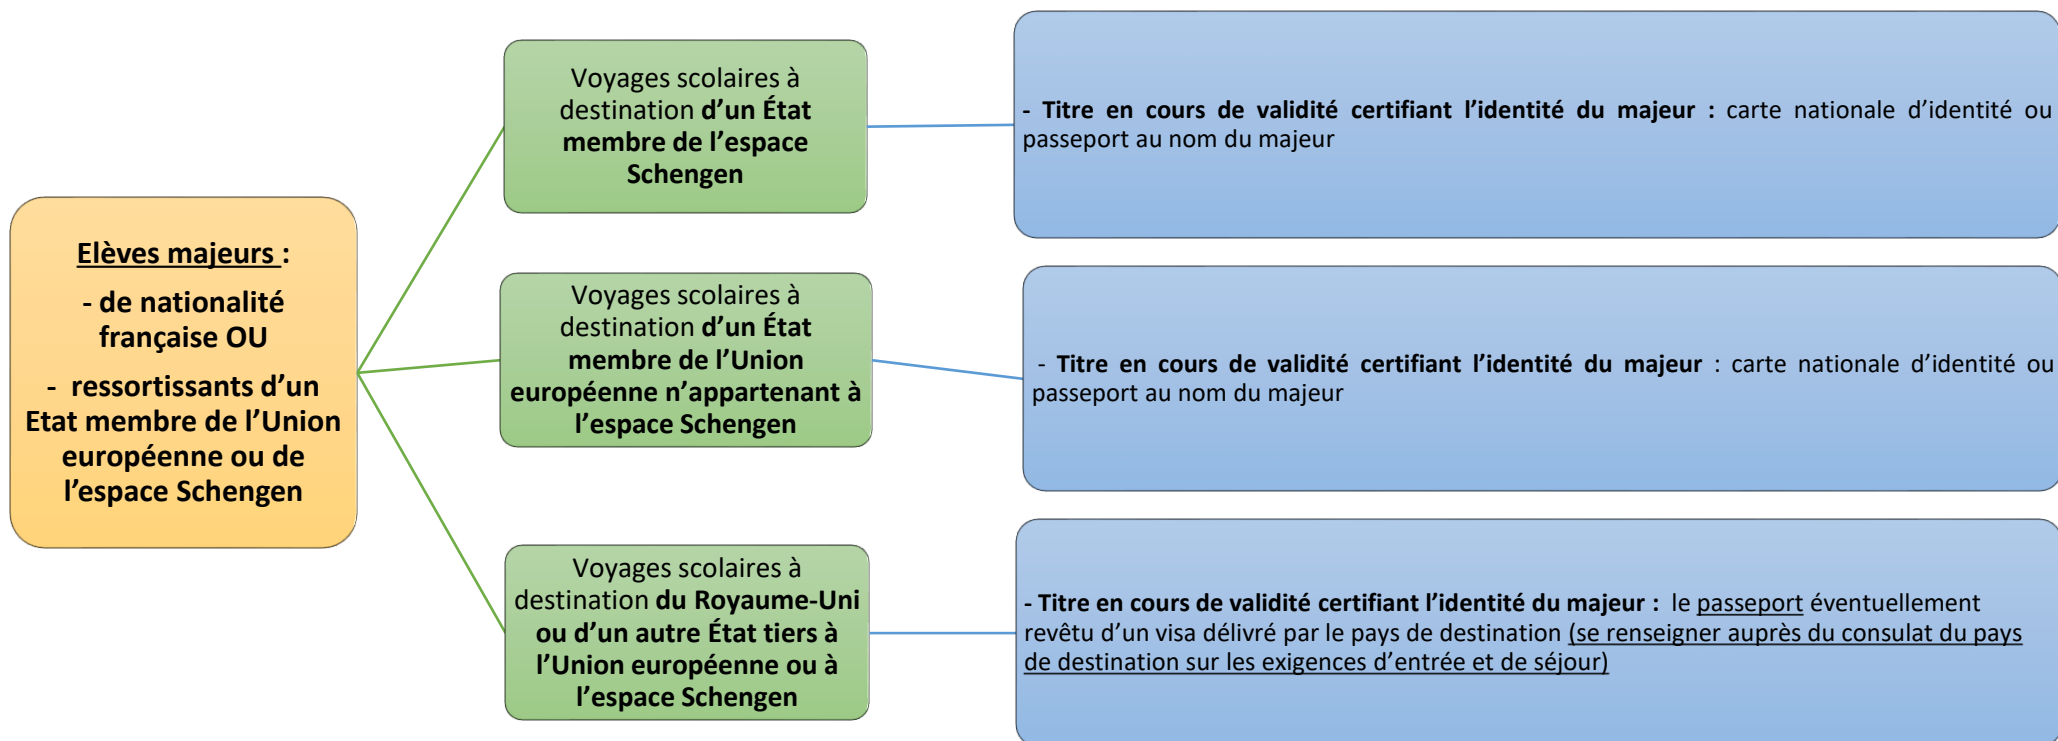 Elèves majeurs :
- de nationalité
française OU
- ressortissants d’un
Etat membre de l’Union
européenne ou de
l’espace Schengen
Voyages scolaires à
destination d’un État
membre de l’espace
Schengen
- Titre en cours de validité certifiant l’identité du majeur : carte nationale d’identité ou
passeport au nom du majeur
Voyages scolaires à
destination d’un État
membre de l’Union
européenne n’appartenant à
l’espace Schengen
- Titre en cours de validité certifiant l’identité du majeur : carte nationale d’identité ou
passeport au nom du majeur
Voyages scolaires à
destination du Royaume-Uni
ou d’un autre État tiers à
l’Union européenne ou à
l’espace Schengen
- Titre en cours de validité certifiant l’identité du majeur : le passeport éventuellement
revêtu d’un visa délivré par le pays de destination (se renseigner auprès du consulat du pays
de destination sur les exigences d’entrée et de séjour)